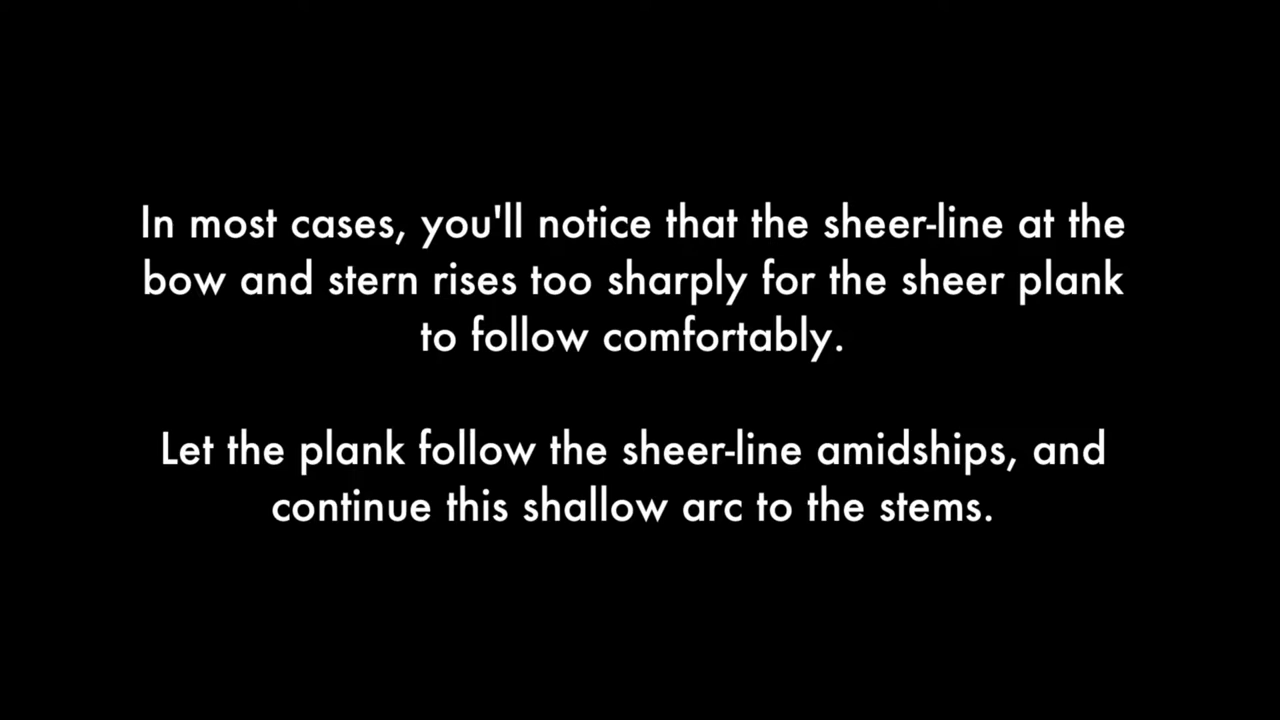 In most cases, you'll notice that the sheer-line at the
bow and stern rises too sharply for the sheer plank
to follow comfortably.
Let the plank follow the sheer-line amidships, and
continue this shallow arc to the stems.